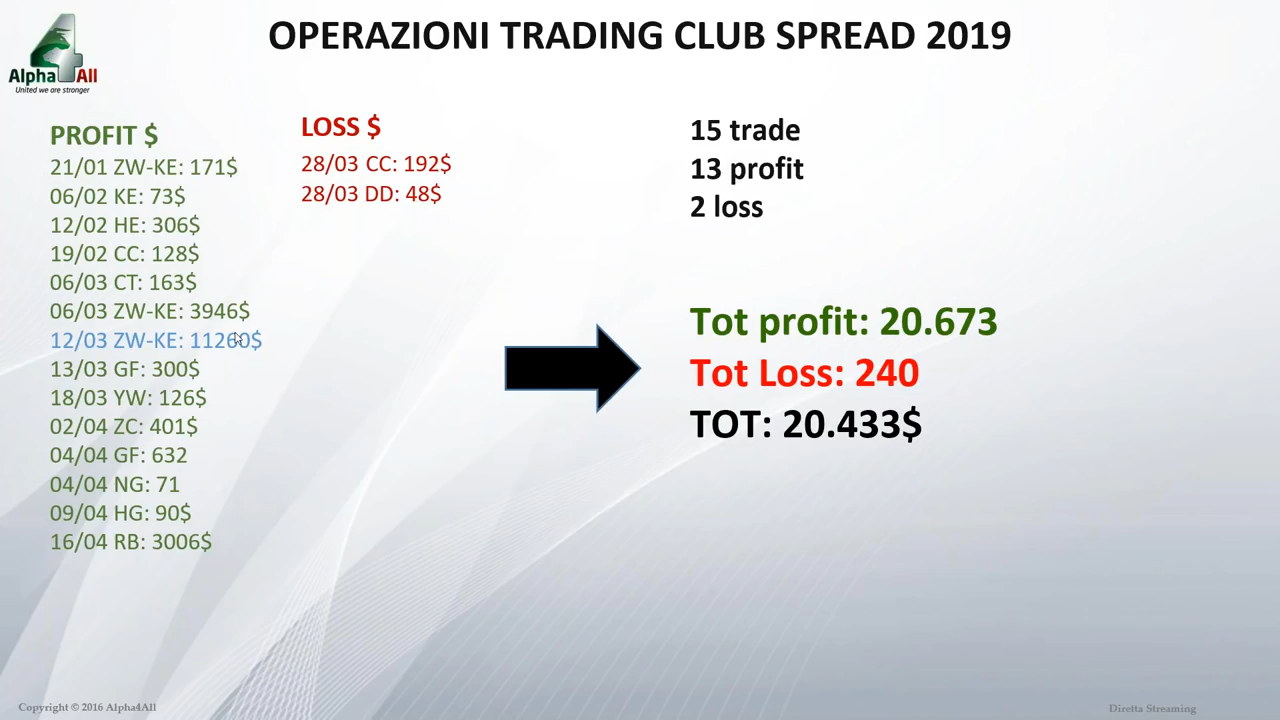 OPERAZIONI TRADING CLUB SPREAD 2019
Alpha All
United we are stronger
PROFIT $
21/01 ZW-KE: 171$
06/02 KE: 73$
12/02 HE: 306$
19/02 CC: 128$
06/03 CT: 163$
06/03 ZW-KE: 3946$
12/03 ZW-KE: 11260$
13/03 GF: 300$
18/03 YW: 126$
02/04 ZC: 401$
04/04 GF: 632
04/04 NG: 71
09/04 HG: 90$
16/04 RB: 3006$
LOSS $
28/03 CC: 192$
28/03 DD: 48$
15 trade
13 profit
2 loss
Tot profit: 20.673
Tot Loss: 240
TOT: 20.433$
Copyright © 2016 Alpha4All
Diretta Streaming